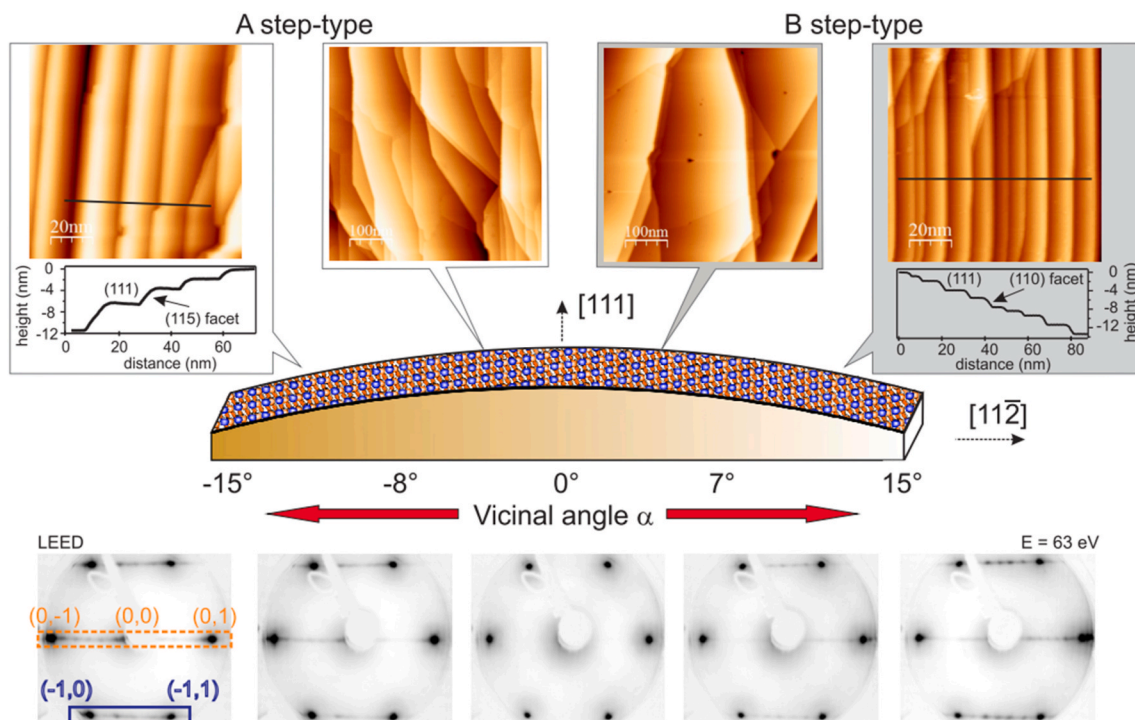 A step-type
B step-type
20nm
100nm
100nm
20nm
height (nm)
0
-4
-8
-12
(111)
(115) facet
0
20
40
60
distance (nm)
[111]
(111)
(110) facet
0
-4
-8
-12
height (nm)
0
20
40
60
80
distance (nm)
[112̅]
-15°
-8°
0°
7°
15°
Vicinal angle α
LEED
E = 63 eV
(0,-1)
(0,0)
(0,1)
(-1,0)
(-1,1)